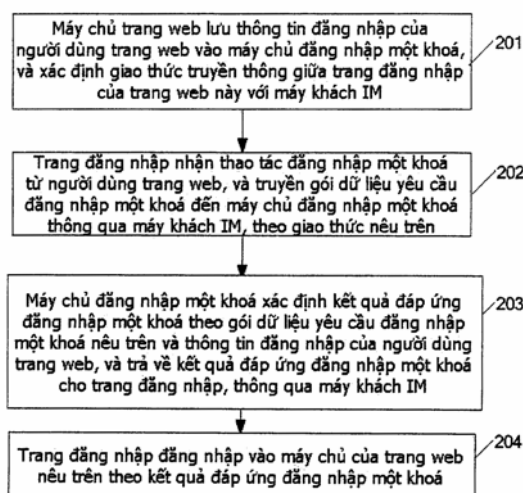 Máy chủ trang web lưu thông tin đăng nhập của
người dùng trang web vào máy chủ đăng nhập một khoá,
và xác định giao thức truyền thông giữa trang đăng nhập
của trang web này với máy khách IM
201
Trang đăng nhập nhận thao tác đăng nhập một khoá
từ người dùng trang web, và truyền gói dữ liệu yêu cầu
đăng nhập một khoá đến máy chủ đăng nhập một khoá
thông qua máy khách IM, theo giao thức nêu trên
202
Máy chủ đăng nhập một khoá xác định kết quả đáp ứng
đăng nhập một khoá theo gói dữ liệu yêu cầu đăng nhập
một khoá nêu trên và thông tin đăng nhập của người dùng
trang web, và trả về kết quả đáp ứng đăng nhập một khoá
cho trang đăng nhập, thông qua máy khách IM
203
Trang đăng nhập đăng nhập vào máy chủ của trang web
nêu trên theo kết quả đáp ứng đăng nhập một khoá
204